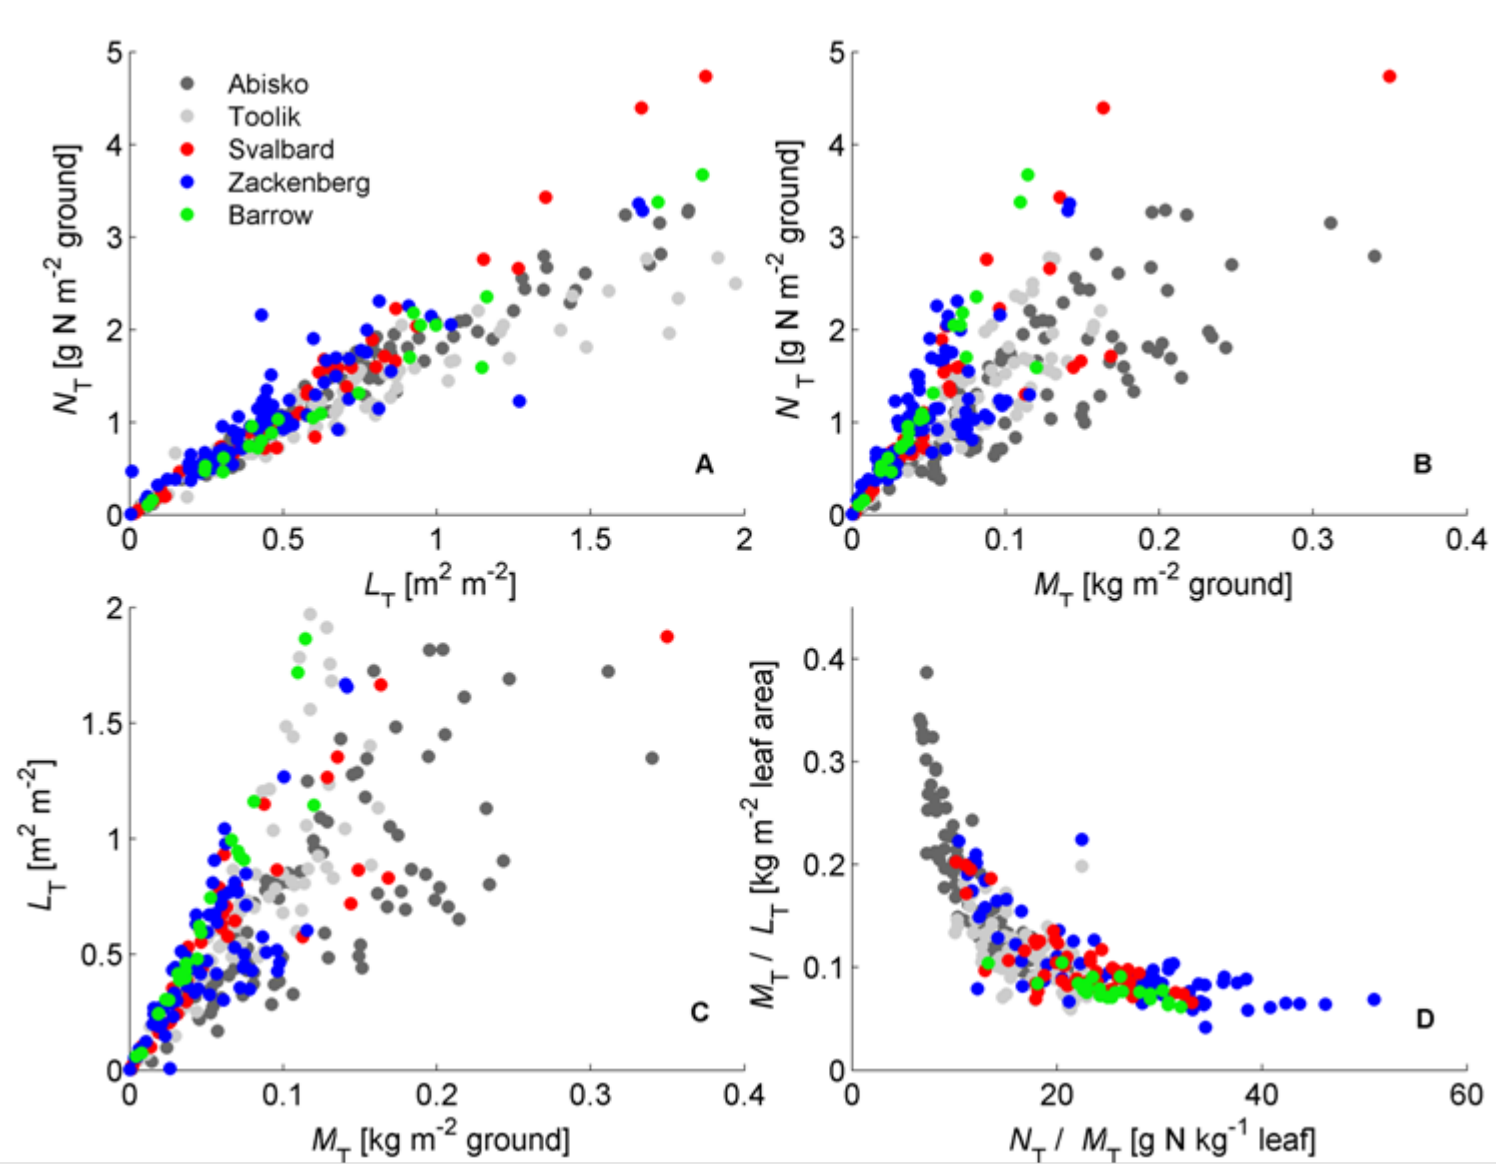 5
4
3
2
1
0
N_T [g N m^-2 ground]
Abisko
Toolik
Svalbard
Zackenberg
Barrow
A
0 0.5 1 1.5 2
L_T [m^2 m^-2]
5
4
3
2
1
0
N_T [g N m^-2 ground]
B
0 0.1 0.2 0.3 0.4
M_T [kg m^-2 ground]
2
1.5
1
0.5
0
L_T [m^2 m^-2]
C
0 0.1 0.2 0.3 0.4
M_T [kg m^-2 ground]
0.4
0.3
0.2
0.1
0
M_T / L_T [kg m^-2 leaf area]
D
0 20 40 60
N_T / M_T [g N kg^-1 leaf]